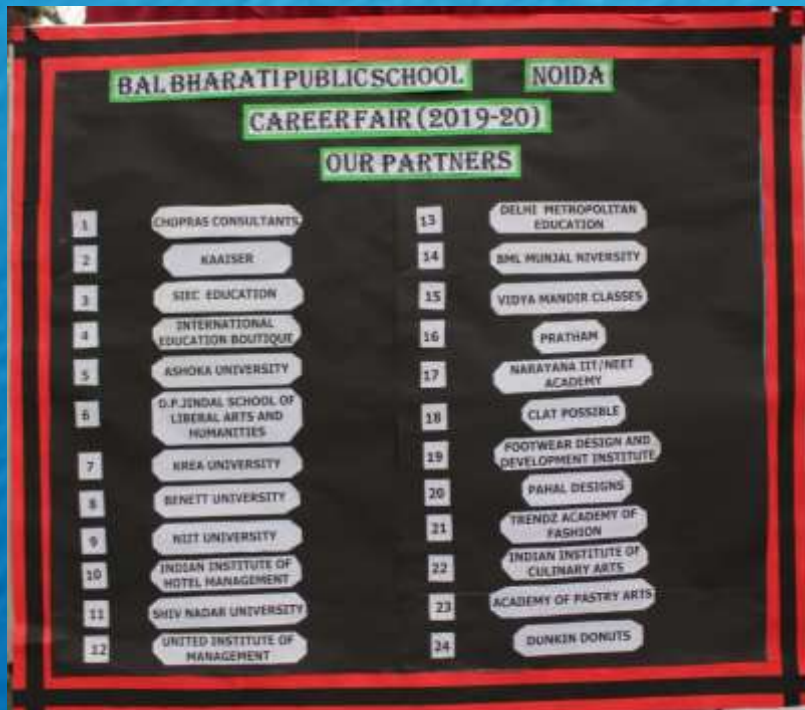 BAL BHARATI PUBLIC SCHOOL NOIDA
CAREER FAIR (2019-20)
OUR PARTNERS
1 CHOPRAS CONSULTANTS
2 KAAISER
3 SIEC EDUCATION
4 INTERNATIONAL
EDUCATION BOUTIQUE
5 ASHOKA UNIVERSITY
6 O.P.JINDAL SCHOOL OF
LIBERAL ARTS AND
HUMANITIES
7 KREA UNIVERSITY
8 BENETT UNIVERSITY
9 NIIT UNIVERSITY
10 INDIAN INSTITUTE OF
HOTEL MANAGEMENT
11 SHIV NADAR UNIVERSITY
12 UNITED INSTITUTE OF
MANAGEMENT
13 DELHI METROPOLITAN
EDUCATION
14 BML MUNJAL NIVERSITY
15 VIDYA MANDIR CLASSES
16 PRATHAM
17 NARAYANA IIT/NEET
ACADEMY
18 CLAT POSSIBLE
19 FOOTWEAR DESIGN AND
DEVELOPMENT INSTITUTE
20 PAHAL DESIGNS
21 TRENDZ ACADEMY OF
FASHION
22 INDIAN INSTITUTE OF
CULINARY ARTS
23 ACADEMY OF PASTRY ARTS
24 DUNKIN DONUTS